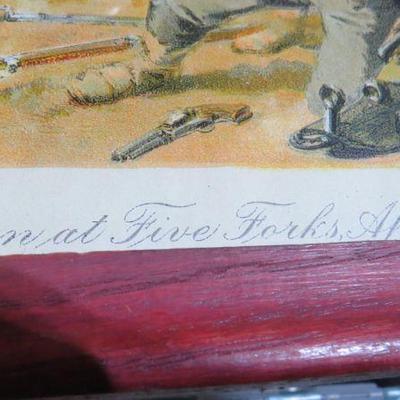 n at Five Forks, A